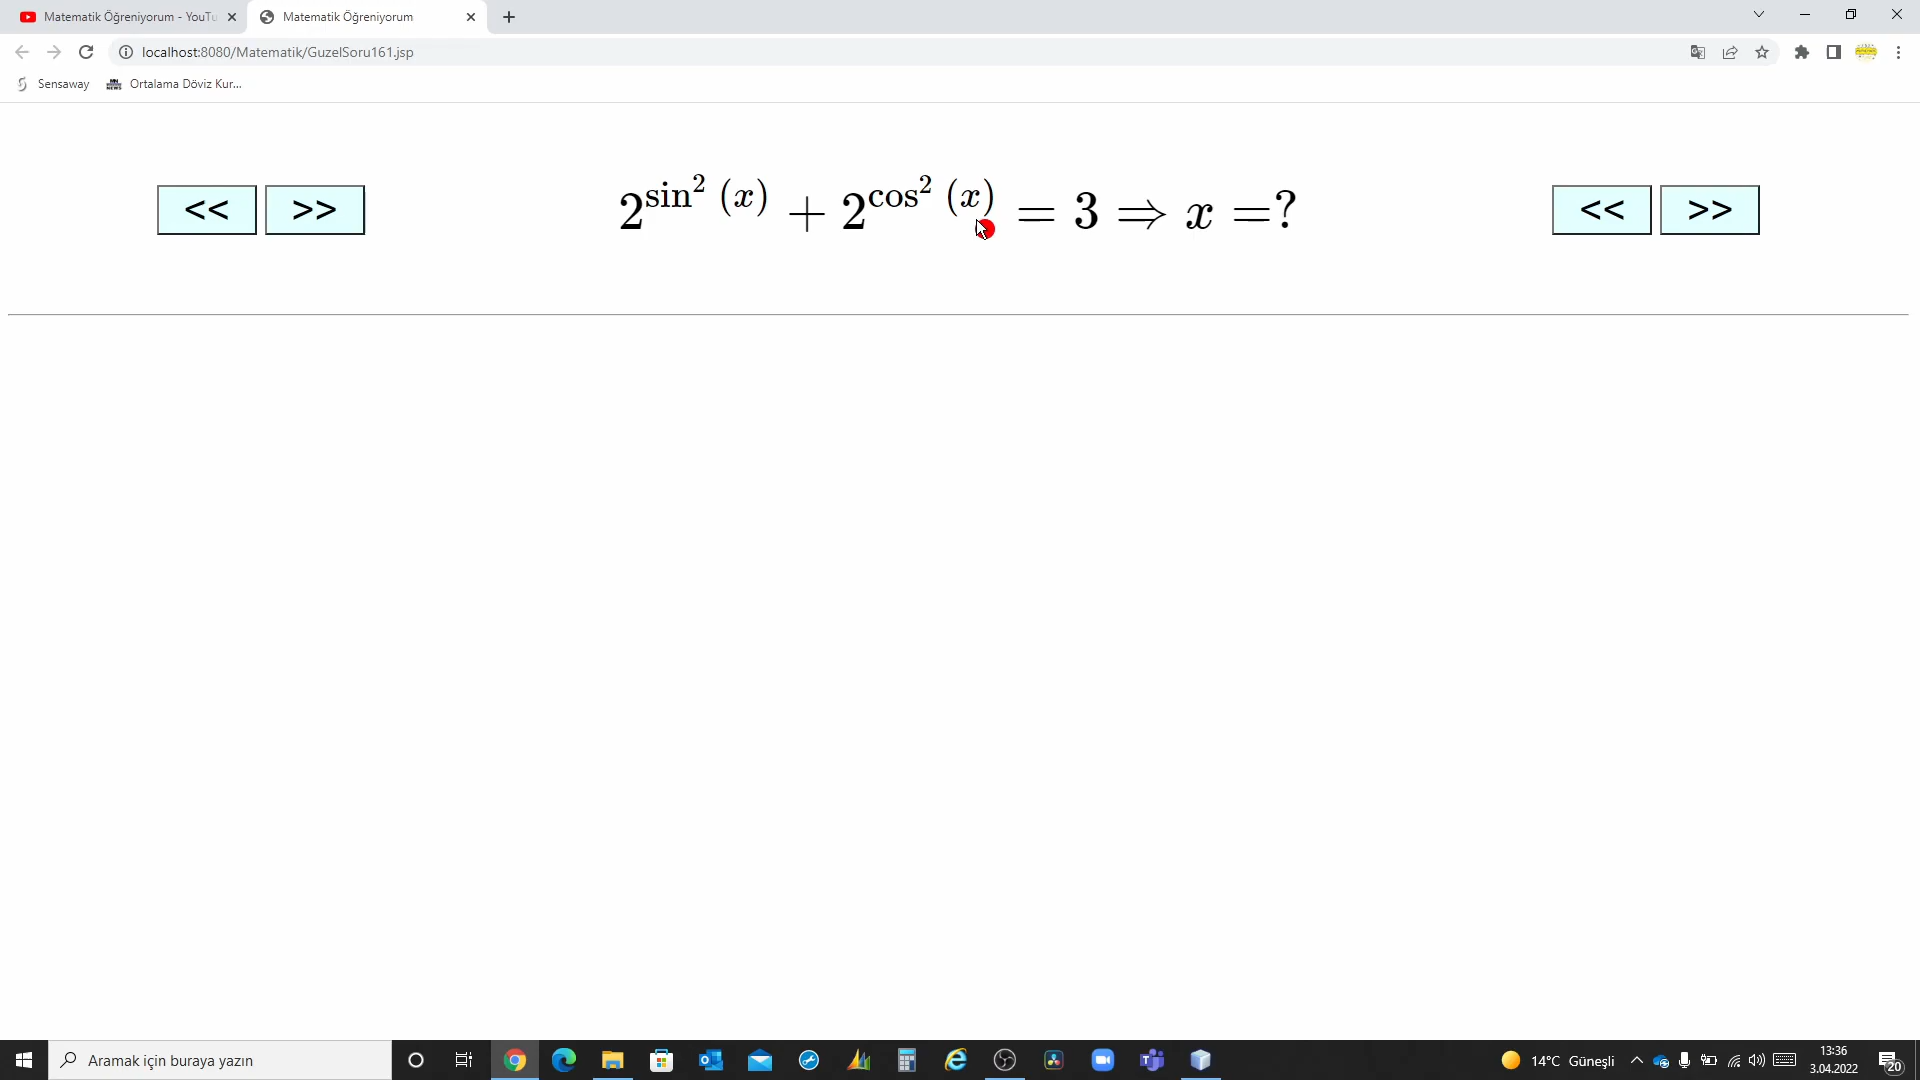 Matematik Öğreniyorum - YouTu
Matematik Öğreniyorum
localhost:8080/Matematik/GuzelSoru161.jsp
Sensaway
NEWS Ortalama Döviz Kur...
<< >> 2^{sin^2 (x)} + 2^{cos^2 (x)} = 3 ⇒ x =? << >>
Aramak için buraya yazın
14°C Güneşli
13:36
3.04.2022
20